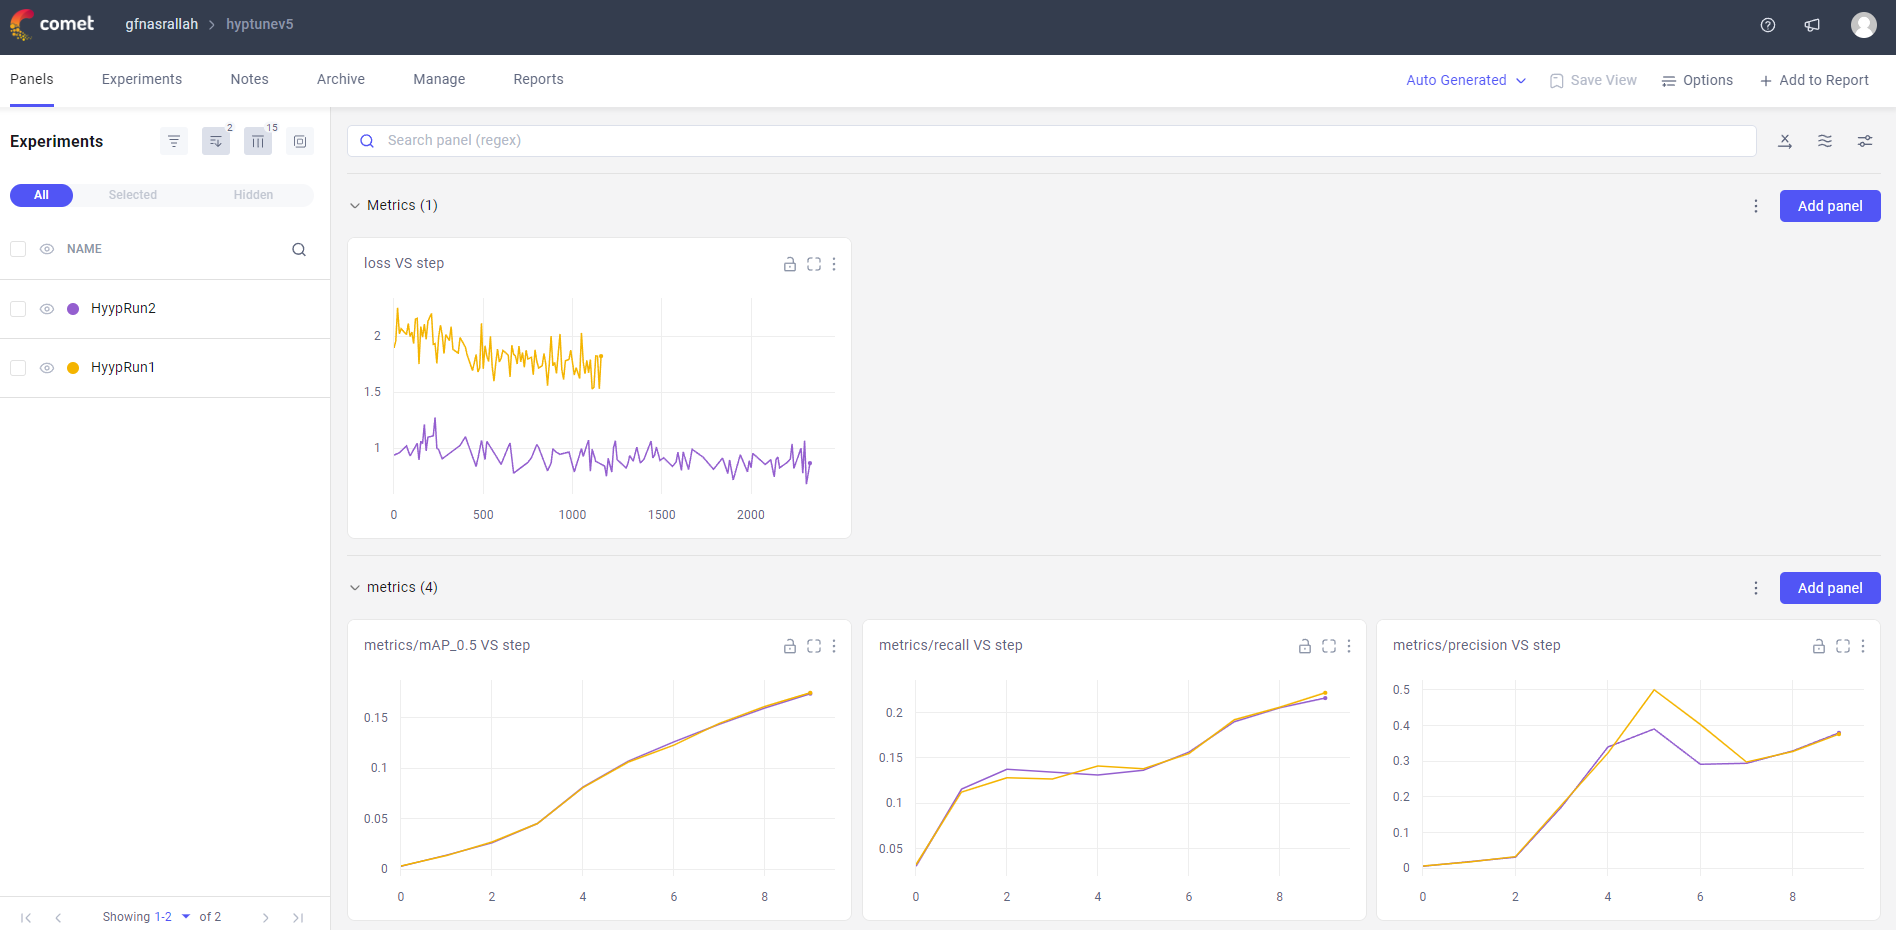 comet gfnasrallah > hyptunev5
Panels Experiments Notes Archive Manage Reports Auto Generated Save View Options + Add to Report
Experiments 2 15
All Selected Hidden
NAME
HyypRun2
HyypRun1
Showing 1-2 of 2
Search panel (regex)
Metrics (1) Add panel
loss VS step
2
1.5
1
0 500 1000 1500 2000
metrics (4) Add panel
metrics/mAP_0.5 VS step
0.15
0.1
0.05
0
0 2 4 6 8
metrics/recall VS step
0.2
0.15
0.1
0.05
0 2 4 6 8
metrics/precision VS step
0.5
0.4
0.3
0.2
0.1
0
0 2 4 6 8